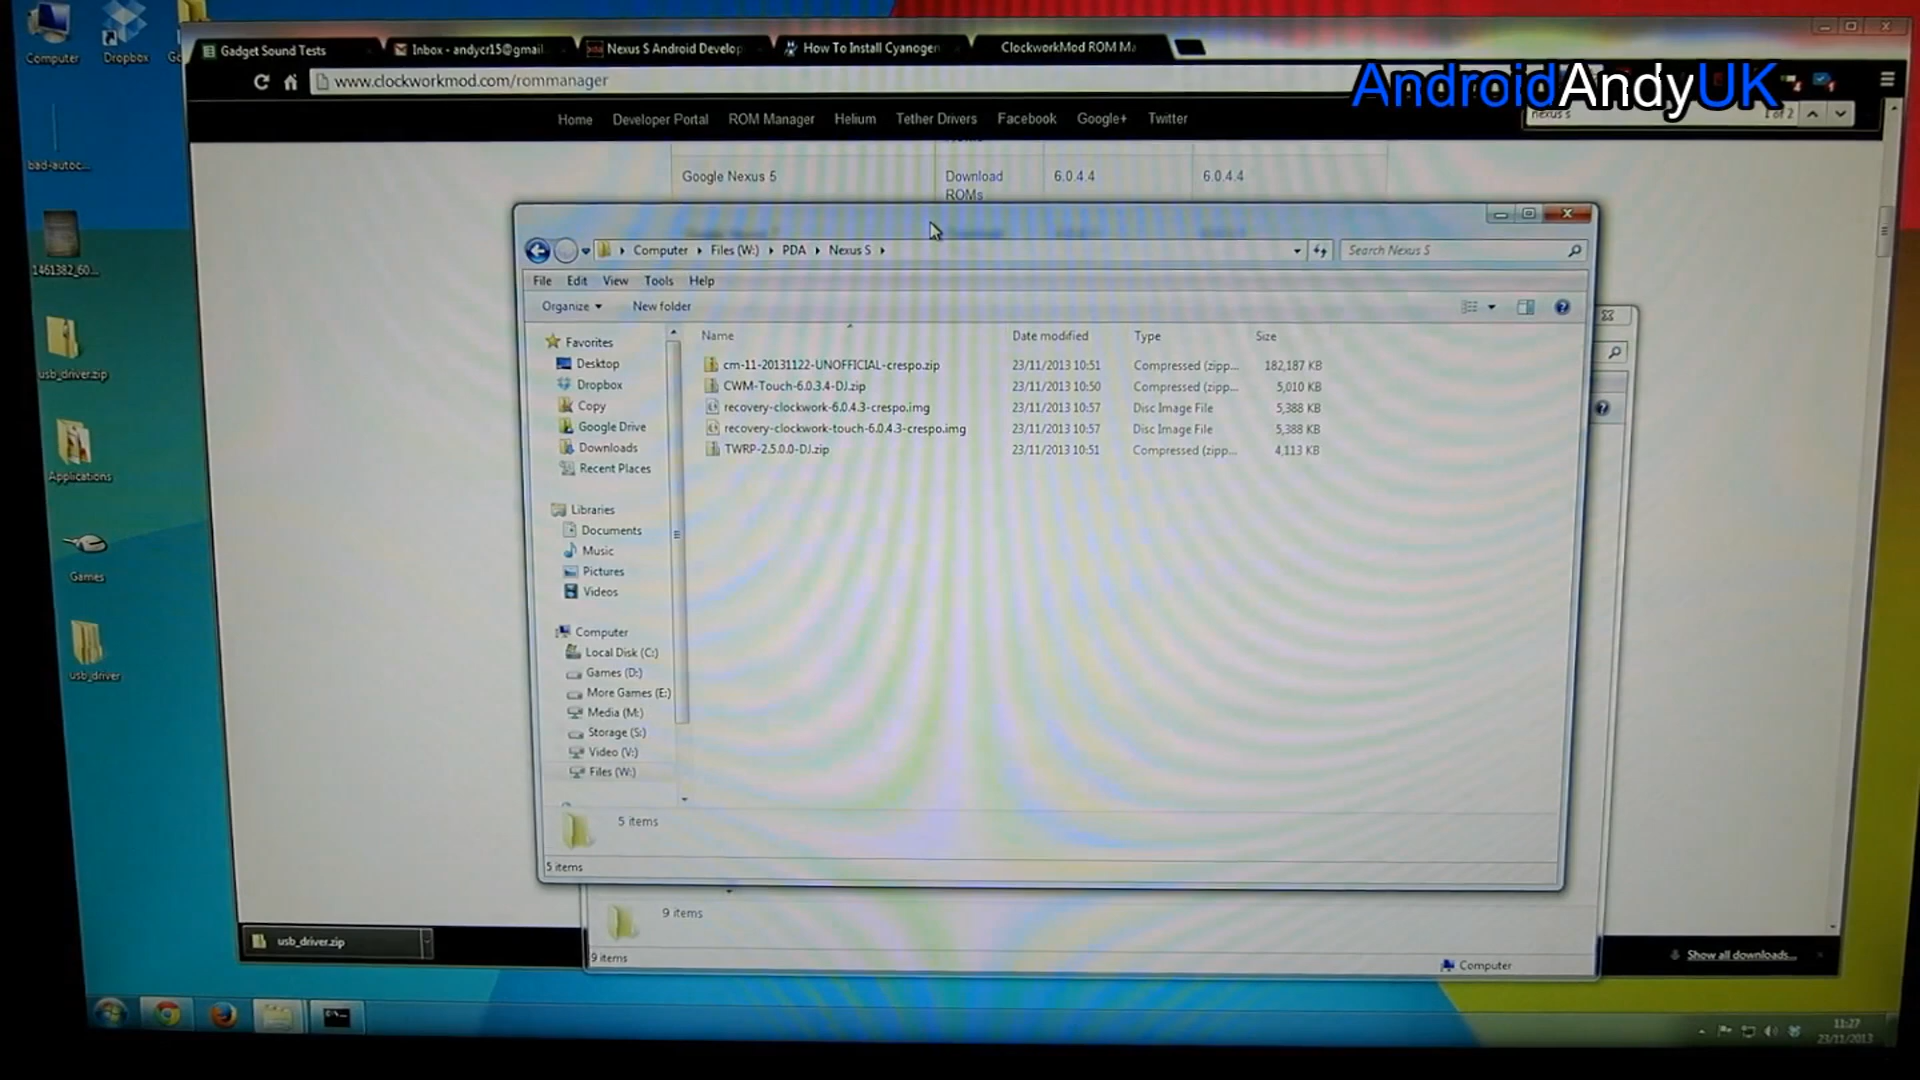 Computer
Dropbox
Gadget Sound Tests
Inbox - andycr15@gmail
Nexus S Android Develop
How To Install Cyanogen
ClockworkMod ROM Ma
www.clockworkmod.com/rommanager
AndroidAndyUK
nexus s
1 of 2
Home Developer Portal ROM Manager Helium Tether Drivers Facebook Google+ Twitter
Google Nexus 5 Download ROMs 6.0.4.4 6.0.4.4
bad-autoc...
1461382_60...
usb_driver.zip
Applications
Games
usb_driver
Computer Files (W:) PDA Nexus S
Search Nexus S
File Edit View Tools Help
Organize New folder
Name Date modified Type Size
cm-11-20131122-UNOFFICIAL-crespo.zip 23/11/2013 10:51 Compressed (zipp... 182,187 KB
CWM-Touch-6.0.3.4-DJ.zip 23/11/2013 10:50 Compressed (zipp... 5,010 KB
recovery-clockwork-6.0.4.3-crespo.img 23/11/2013 10:57 Disc Image File 5,388 KB
recovery-clockwork-touch-6.0.4.3-crespo.img 23/11/2013 10:57 Disc Image File 5,388 KB
TWRP-2.5.0.0-DJ.zip 23/11/2013 10:51 Compressed (zipp... 4,113 KB
Favorites
Desktop
Dropbox
Copy
Google Drive
Downloads
Recent Places
Libraries
Documents
Music
Pictures
Videos
Computer
Local Disk (C:)
Games (D:)
More Games (E:)
Media (M:)
Storage (S:)
Video (V:)
Files (W:)
5 items
5 items
9 items
9 items
Computer
usb_driver.zip
Show all downloads...
11:27
23/11/2013